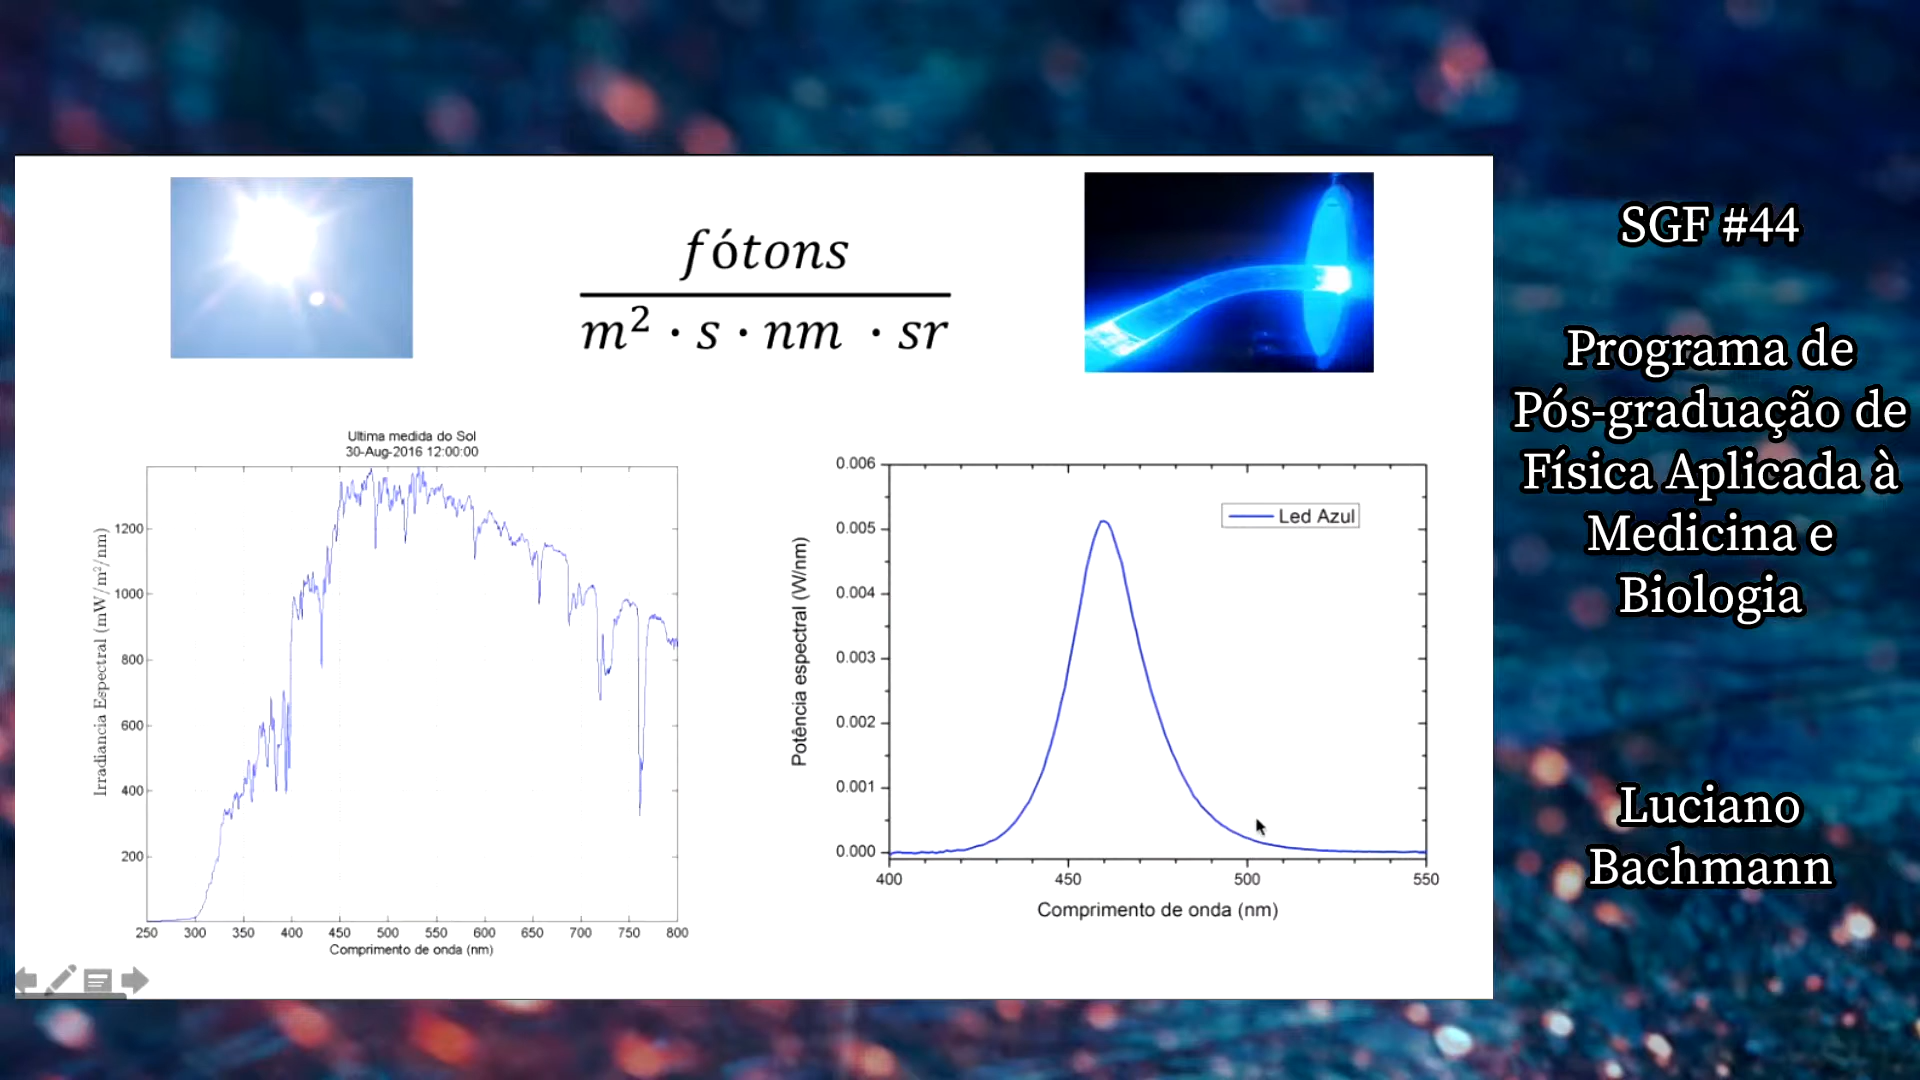 fótons
m² · s · nm · sr
Ultima medida do Sol
30-Aug-2016 12:00:00
Irradiancia Espectral (mW/m²/nm)
1200
1000
800
600
400
200
250 300 350 400 450 500 550 600 650 700 750 800
Comprimento de onda (nm)
Potência espectral (W/nm)
0.006
0.005
0.004
0.003
0.002
0.001
0.000
Led Azul
400 450 500 550
Comprimento de onda (nm)
SGF #44
Programa de
Pós-graduação de
Física Aplicada à
Medicina e
Biologia
Luciano
Bachmann